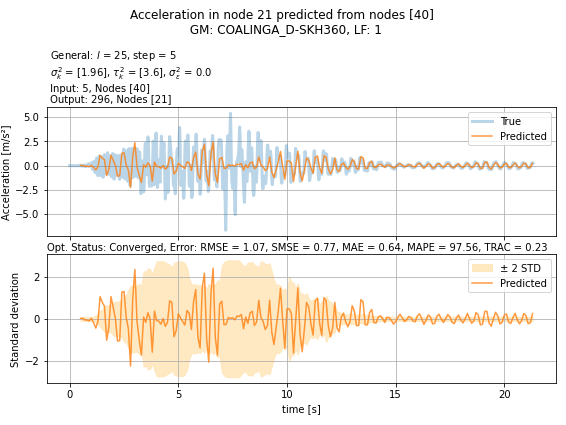 Acceleration in node 21 predicted from nodes [40]
GM: COALINGA_D-SKH360, LF: 1
General: l = 25, step = 5
σ²ₖ = [1.96], τ²ₖ = [3.6], σ²ε = 0.0
Input: 5, Nodes [40]
Output: 296, Nodes [21]
Acceleration [m/s²]
5.0
2.5
0.0
−2.5
−5.0
True
Predicted
Opt. Status: Converged, Error: RMSE = 1.07, SMSE = 0.77, MAE = 0.64, MAPE = 97.56, TRAC = 0.23
Standard deviation
2
0
−2
± 2 STD
Predicted
0 5 10 15 20
time [s]